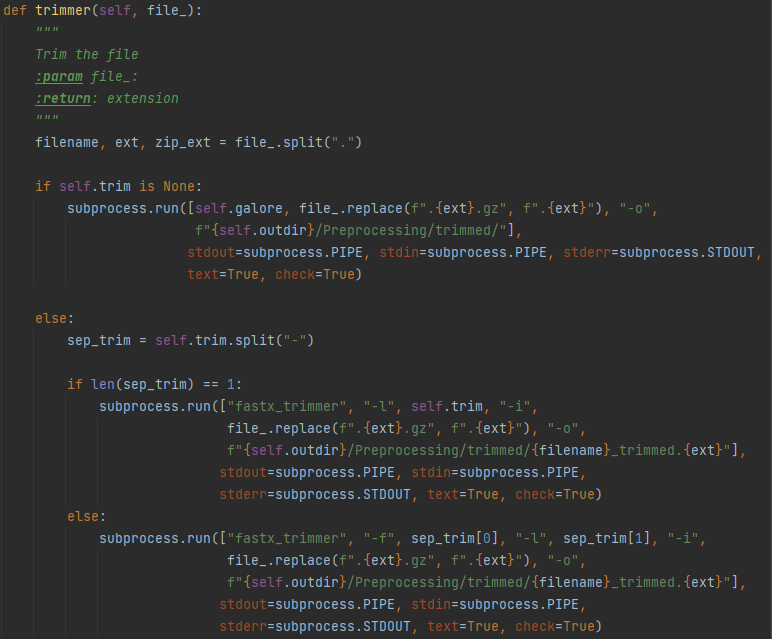 def trimmer(self, file_):
    """
    Trim the file
    :param file_:
    :return: extension
    """
    filename, ext, zip_ext = file_.split(".")

    if self.trim is None:
        subprocess.run([self.galore, file_.replace(f".{ext}.gz", f".{ext}"), "-o",
                        f"{self.outdir}/Preprocessing/trimmed/"],
                       stdout=subprocess.PIPE, stdin=subprocess.PIPE, stderr=subprocess.STDOUT,
                       text=True, check=True)

    else:
        sep_trim = self.trim.split("-")

        if len(sep_trim) == 1:
            subprocess.run(["fastx_trimmer", "-l", self.trim, "-i",
                            file_.replace(f".{ext}.gz", f".{ext}"), "-o",
                            f"{self.outdir}/Preprocessing/trimmed/{filename}_trimmed.{ext}"],
                           stdout=subprocess.PIPE, stdin=subprocess.PIPE,
                           stderr=subprocess.STDOUT, text=True, check=True)
        else:
            subprocess.run(["fastx_trimmer", "-f", sep_trim[0], "-l", sep_trim[1], "-i",
                            file_.replace(f".{ext}.gz", f".{ext}"), "-o",
                            f"{self.outdir}/Preprocessing/trimmed/{filename}_trimmed.{ext}"],
                           stdout=subprocess.PIPE, stdin=subprocess.PIPE,
                           stderr=subprocess.STDOUT, text=True, check=True)